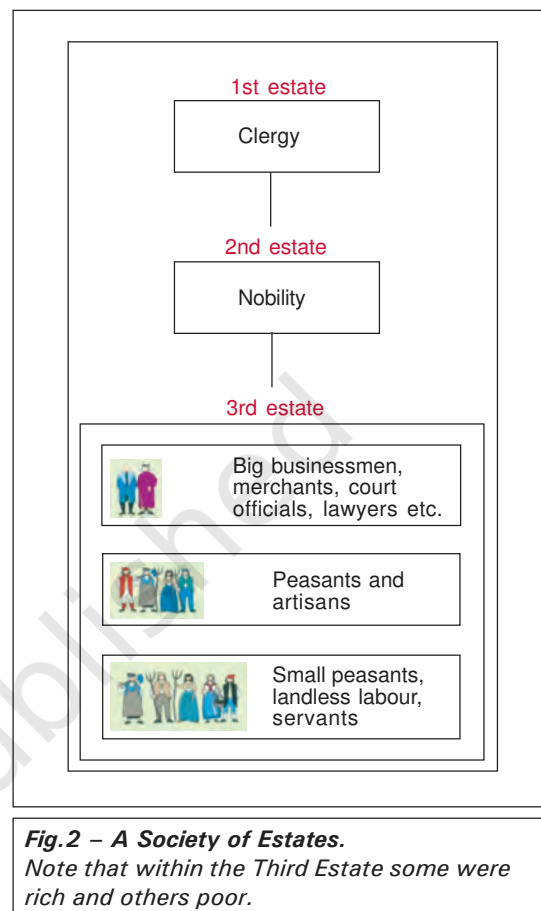 1st estate
Clergy
2nd estate
Nobility
3rd estate
Big businessmen,
merchants, court
officials, lawyers etc.
Peasants and
artisans
Small peasants,
landless labour,
servants
Fig.2 – A Society of Estates.
Note that within the Third Estate some were
rich and others poor.
ublished